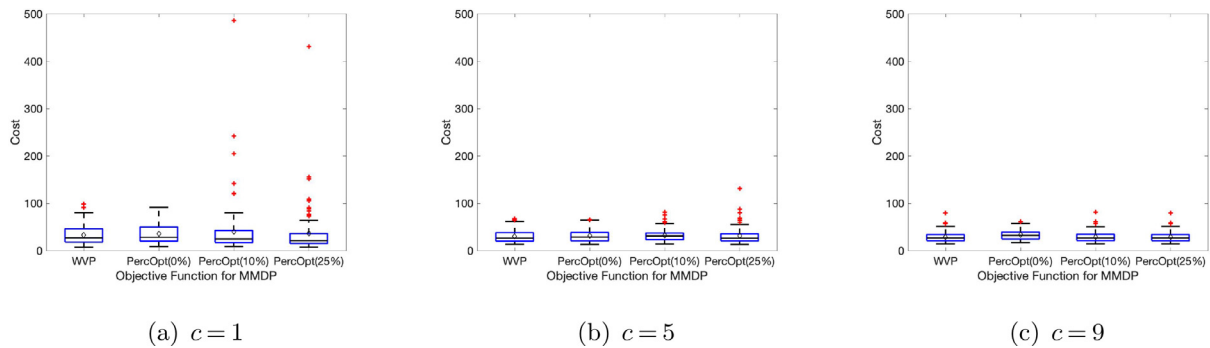 500
400
300
200
100
0
Cost
WVP PercOpt(0%) PercOpt(10%) PercOpt(25%)
Objective Function for MMDP
(a) c = 1
500
400
300
200
100
0
Cost
WVP PercOpt(0%) PercOpt(10%) PercOpt(25%)
Objective Function for MMDP
(b) c = 5
500
400
300
200
100
0
Cost
WVP PercOpt(0%) PercOpt(10%) PercOpt(25%)
Objective Function for MMDP
(c) c = 9